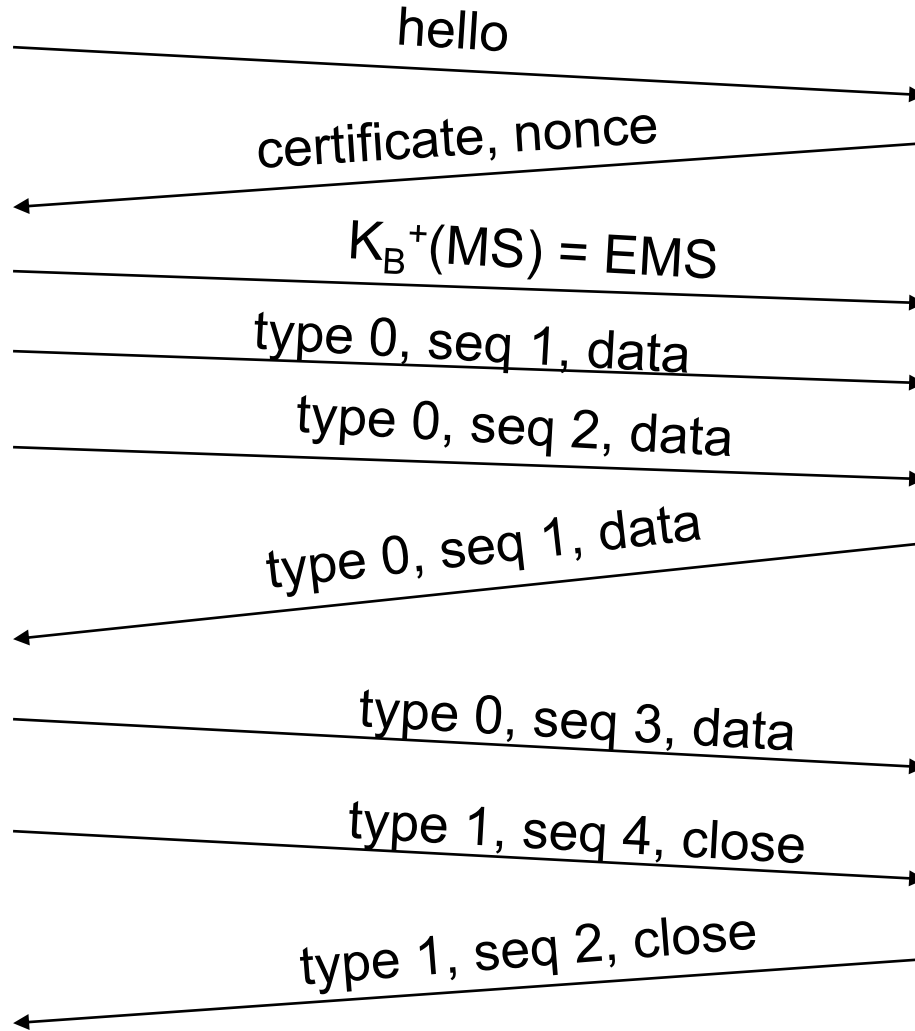 hello
certificate, nonce
K_B^+(MS) = EMS
type 0, seq 1, data
type 0, seq 2, data
type 0, seq 1, data
type 0, seq 3, data
type 1, seq 4, close
type 1, seq 2, close